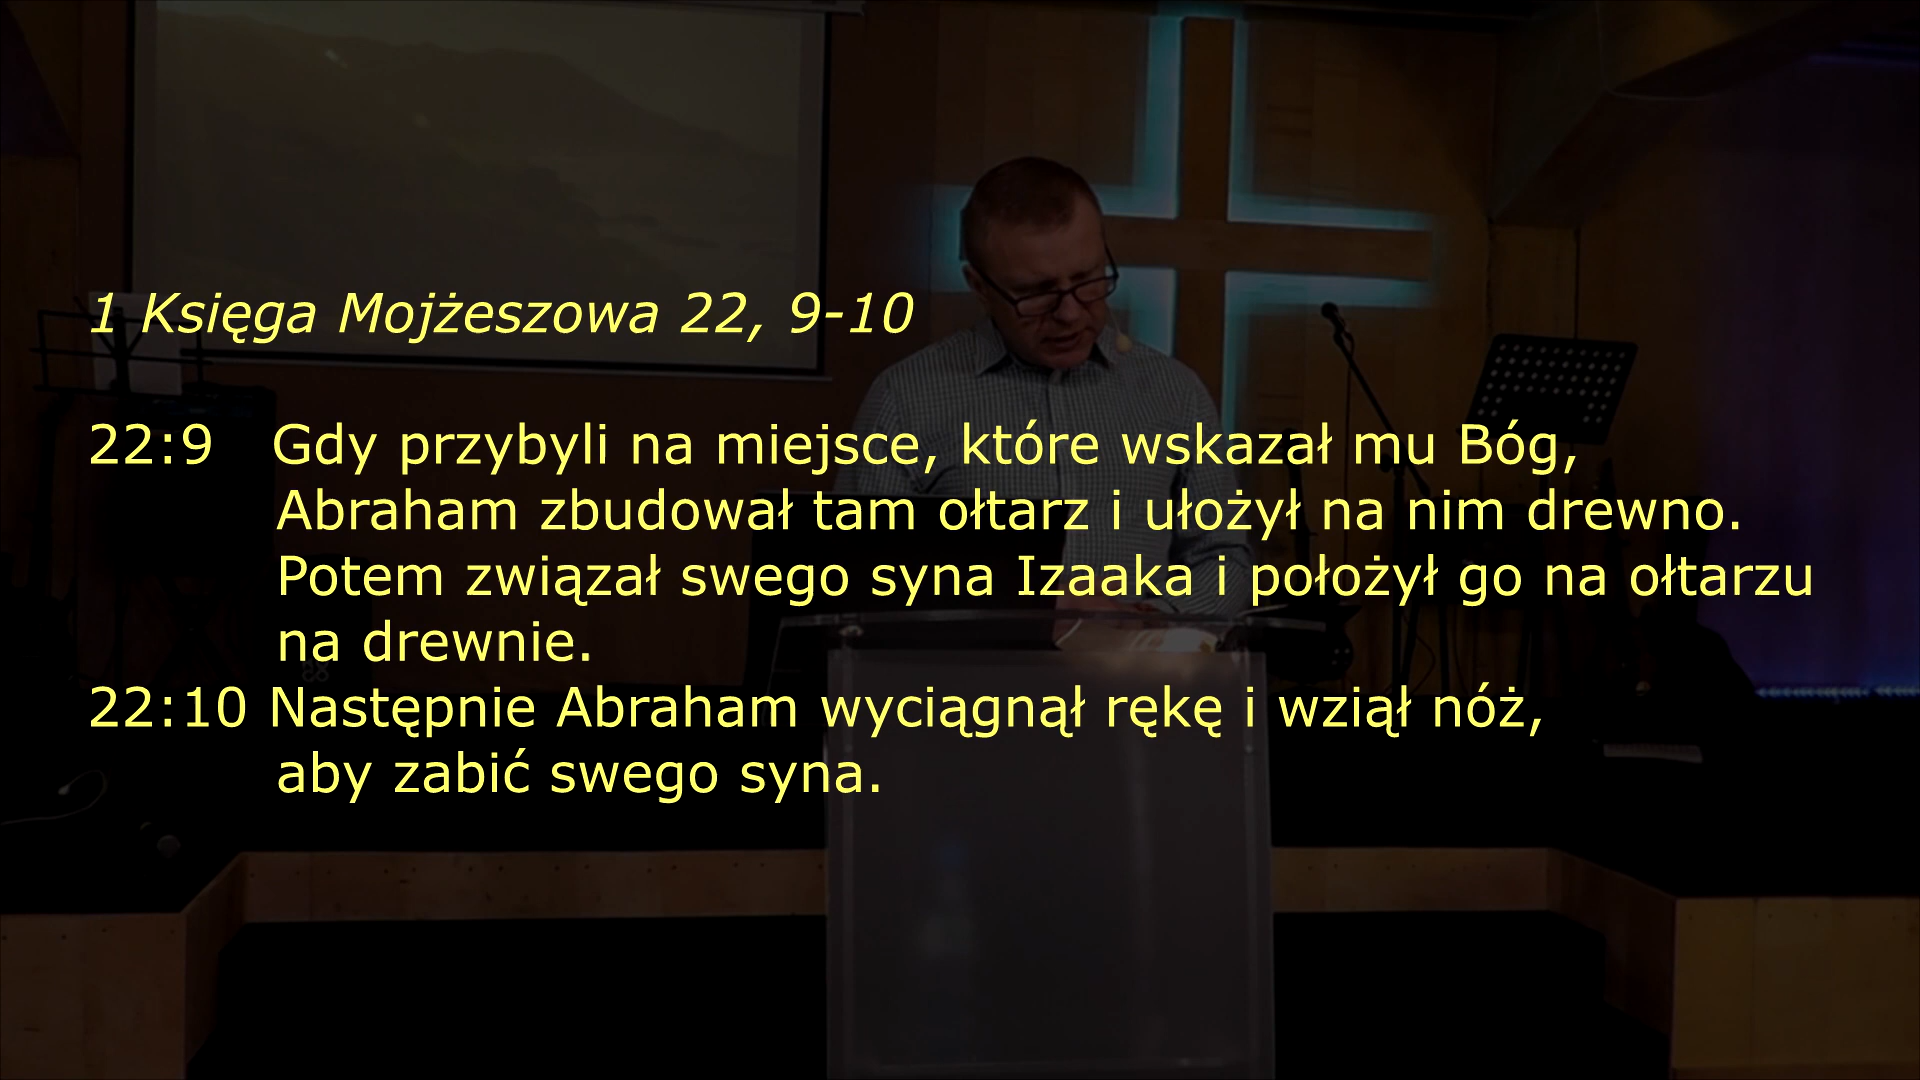 1 Księga Mojżeszowa 22, 9-10
22:9 Gdy przybyli na miejsce, które wskazał mu Bóg,
Abraham zbudował tam ołtarz i ułożył na nim drewno.
Potem związał swego syna Izaaka i położył go na ołtarzu
na drewnie.
22:10 Następnie Abraham wyciągnął rękę i wziął nóż,
aby zabić swego syna.